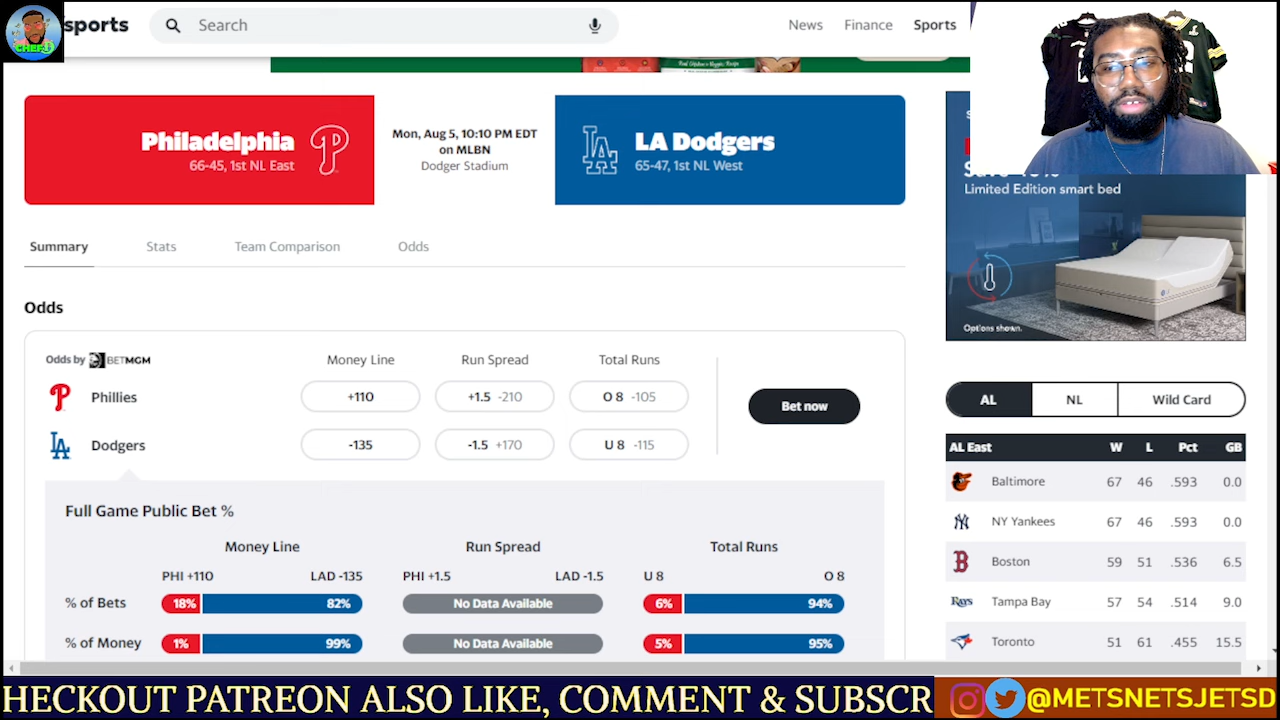 CHEFJ
sports
Search
News
Finance
Sports
Philadelphia
66-45, 1st NL East
Mon, Aug 5, 10:10 PM EDT
on MLBN
Dodger Stadium
LA Dodgers
65-47, 1st NL West
Limited Edition smart bed
Options shown.
Summary
Stats
Team Comparison
Odds
Odds
Odds by BETMGM
Money Line
Run Spread
Total Runs
Phillies
+110
+1.5 -210
O 8 -105
Dodgers
-135
-1.5 +170
U 8 -115
Bet now
Full Game Public Bet %
Money Line
Run Spread
Total Runs
PHI +110
LAD -135
PHI +1.5
LAD -1.5
U 8
O 8
% of Bets
18%
82%
No Data Available
6%
94%
% of Money
1%
99%
No Data Available
5%
95%
AL
NL
Wild Card
AL East W L Pct GB
Baltimore 67 46 .593 0.0
NY Yankees 67 46 .593 0.0
Boston 59 51 .536 6.5
Rays Tampa Bay 57 54 .514 9.0
Toronto 51 61 .455 15.5
HECKOUT PATREON ALSO LIKE, COMMENT & SUBSCR
@METSNETSJETSD